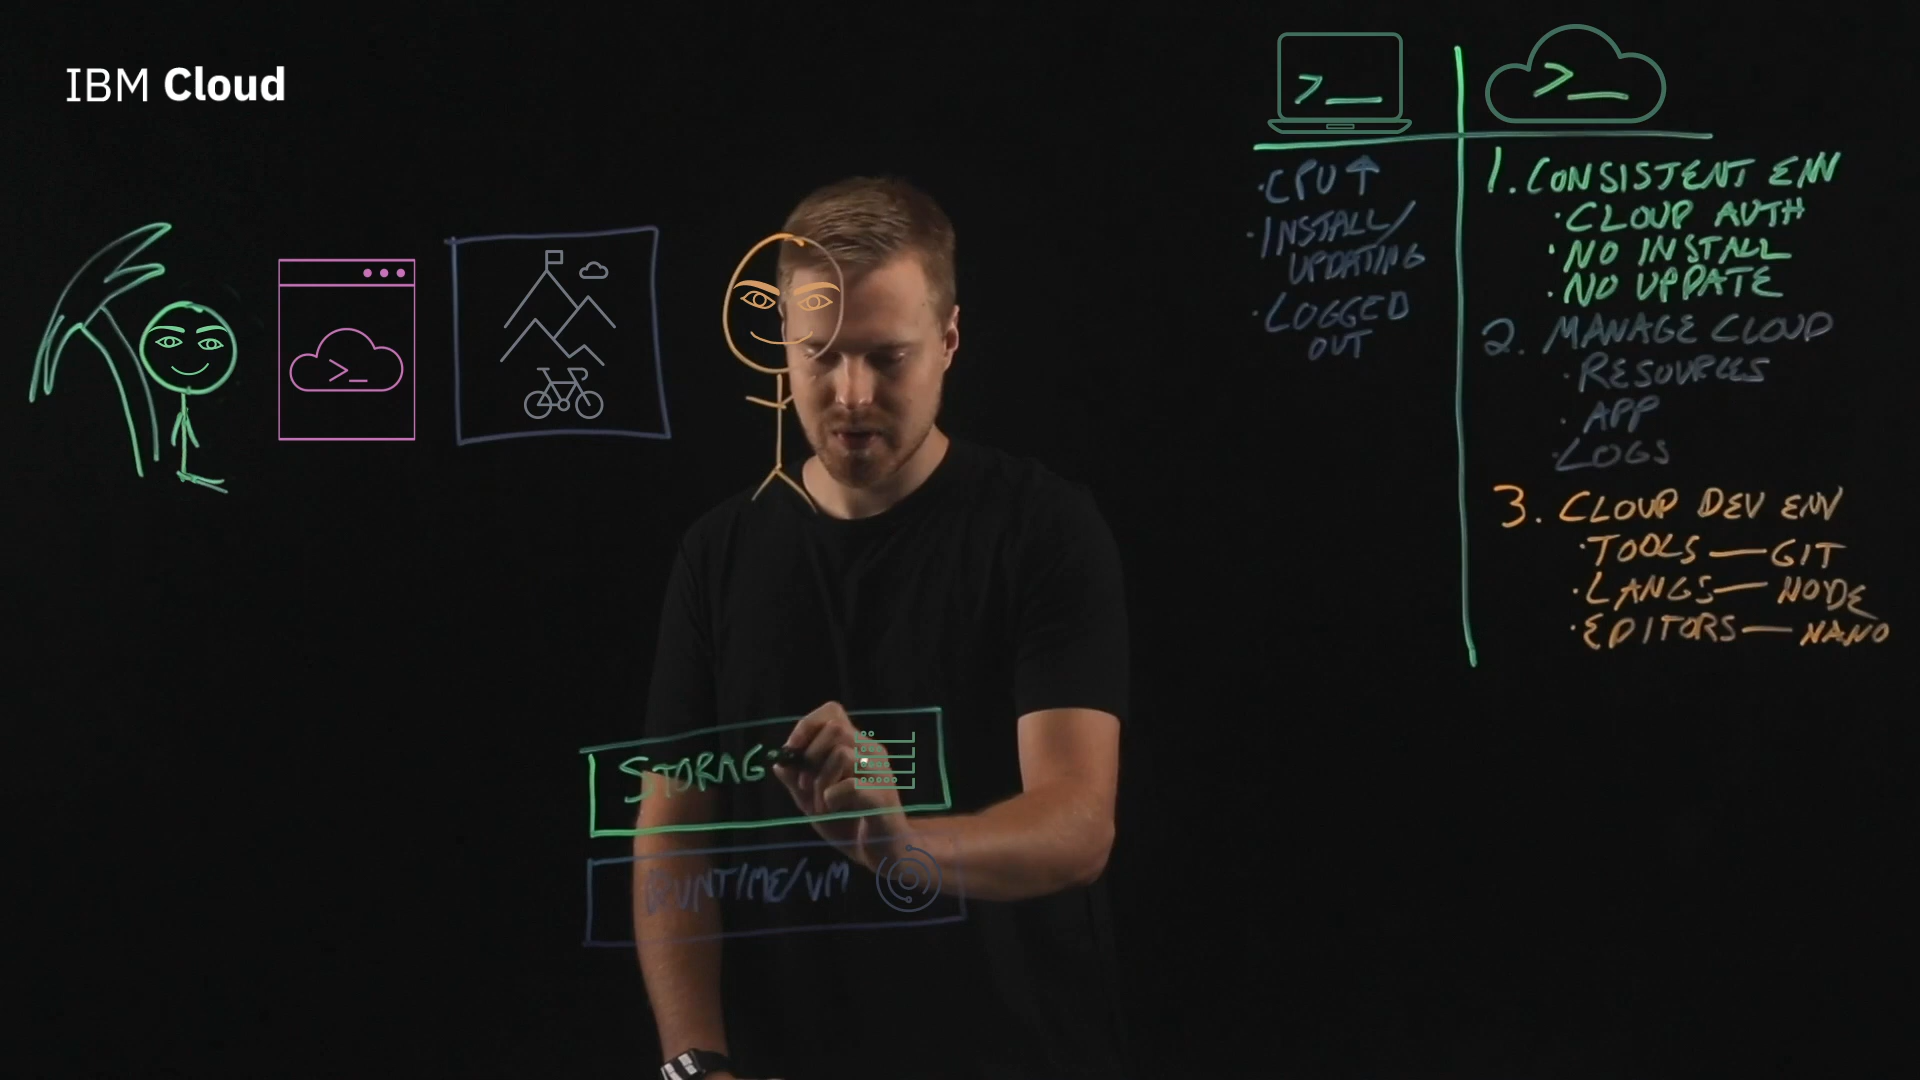 IBM Cloud
>_
>_
· CPU ↑
· INSTALL/
UPDATING
· LOGGED
OUT
1. CONSISTENT ENV
· CLOUD AUTH
· NO INSTALL
· NO UPDATE
2. MANAGE CLOUD
· RESOURCES
· APP
· LOGS
3. CLOUD DEV ENV
· TOOLS — GIT
· LANGS — NODE
· EDITORS — NANO
>_
STORAG
RUNTIME/VM